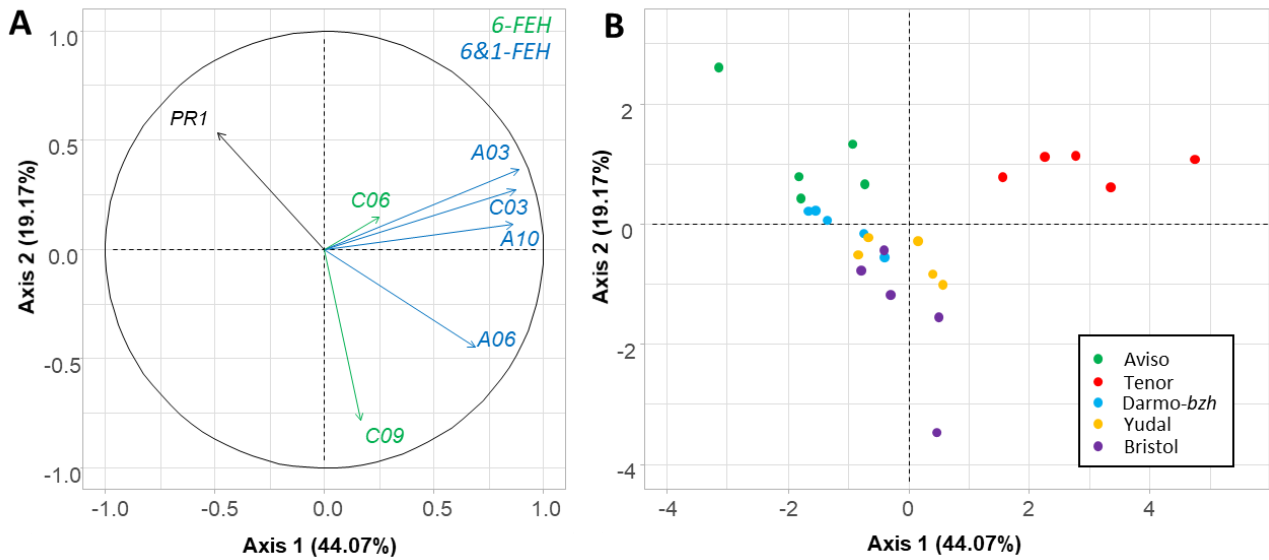 A
6-FEH
6&1-FEH
PR1
A03
C06
C03
A10
A06
C09
1.0
0.5
0.0
-0.5
-1.0
-1.0
-0.5
0.0
0.5
1.0
Axis 2 (19.17%)
Axis 1 (44.07%)
B
2
0
-2
-4
-4
-2
0
2
4
Axis 2 (19.17%)
Axis 1 (44.07%)
Aviso
Tenor
Darmo-bzh
Yudal
Bristol